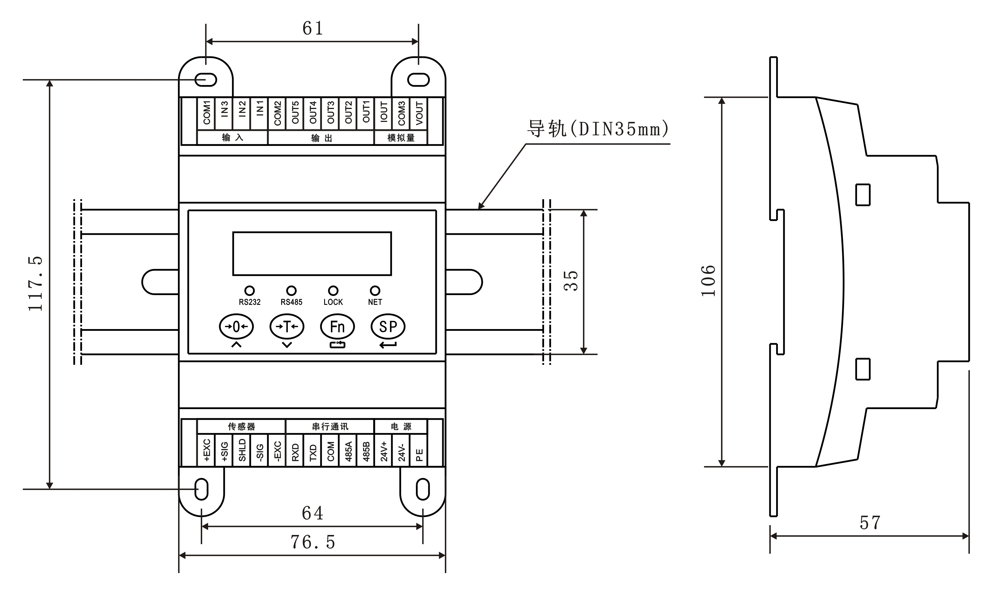 61
COM1 IN3 IN2 IN1 COM2 OUT5 OUT4 OUT3 OUT2 OUT1 IOUT COM3 VOUT
输入 输出 模拟量
导轨(DIN35mm)
117.5
35
106
RS232 RS485 LOCK NET
→0← →T← Fn SP
传感器 串行通讯 电源
+EXC +SIG SHLD -SIG -EXC RXD TXD COM 485A 485B 24V+ 24V- PE
64
57
76.5